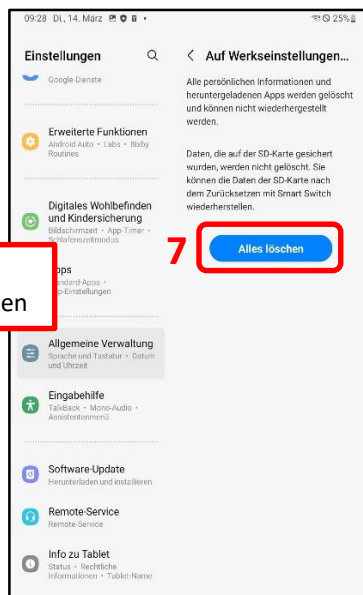 09:28 Di., 14. März
25%
Einstellungen
Google-Dienste
Erweiterte Funktionen
Android Auto • Labs • Bixby
Routines
Digitales Wohlbefinden
und Kindersicherung
Bildschirmzeit • App-Timer •
Schlafenszeitmodus
en
pps
ndard-Apps •
p-Einstellungen
Allgemeine Verwaltung
Sprache und Tastatur • Datum
und Uhrzeit
Eingabehilfe
TalkBack • Mono-Audio •
Assistentenmenü
Software-Update
Herunterladen und installieren
Remote-Service
Remote Service
Info zu Tablet
Status • Rechtliche
Informationen • Tablet-Name
< Auf Werkseinstellungen...
Alle persönlichen Informationen und
heruntergeladenen Apps werden gelöscht
und können nicht wiederhergestellt
werden.
Daten, die auf der SD-Karte gesichert
wurden, werden nicht gelöscht. Sie
können die Daten der SD-Karte nach
dem Zurücksetzen mit Smart Switch
wiederherstellen.
7
Alles löschen